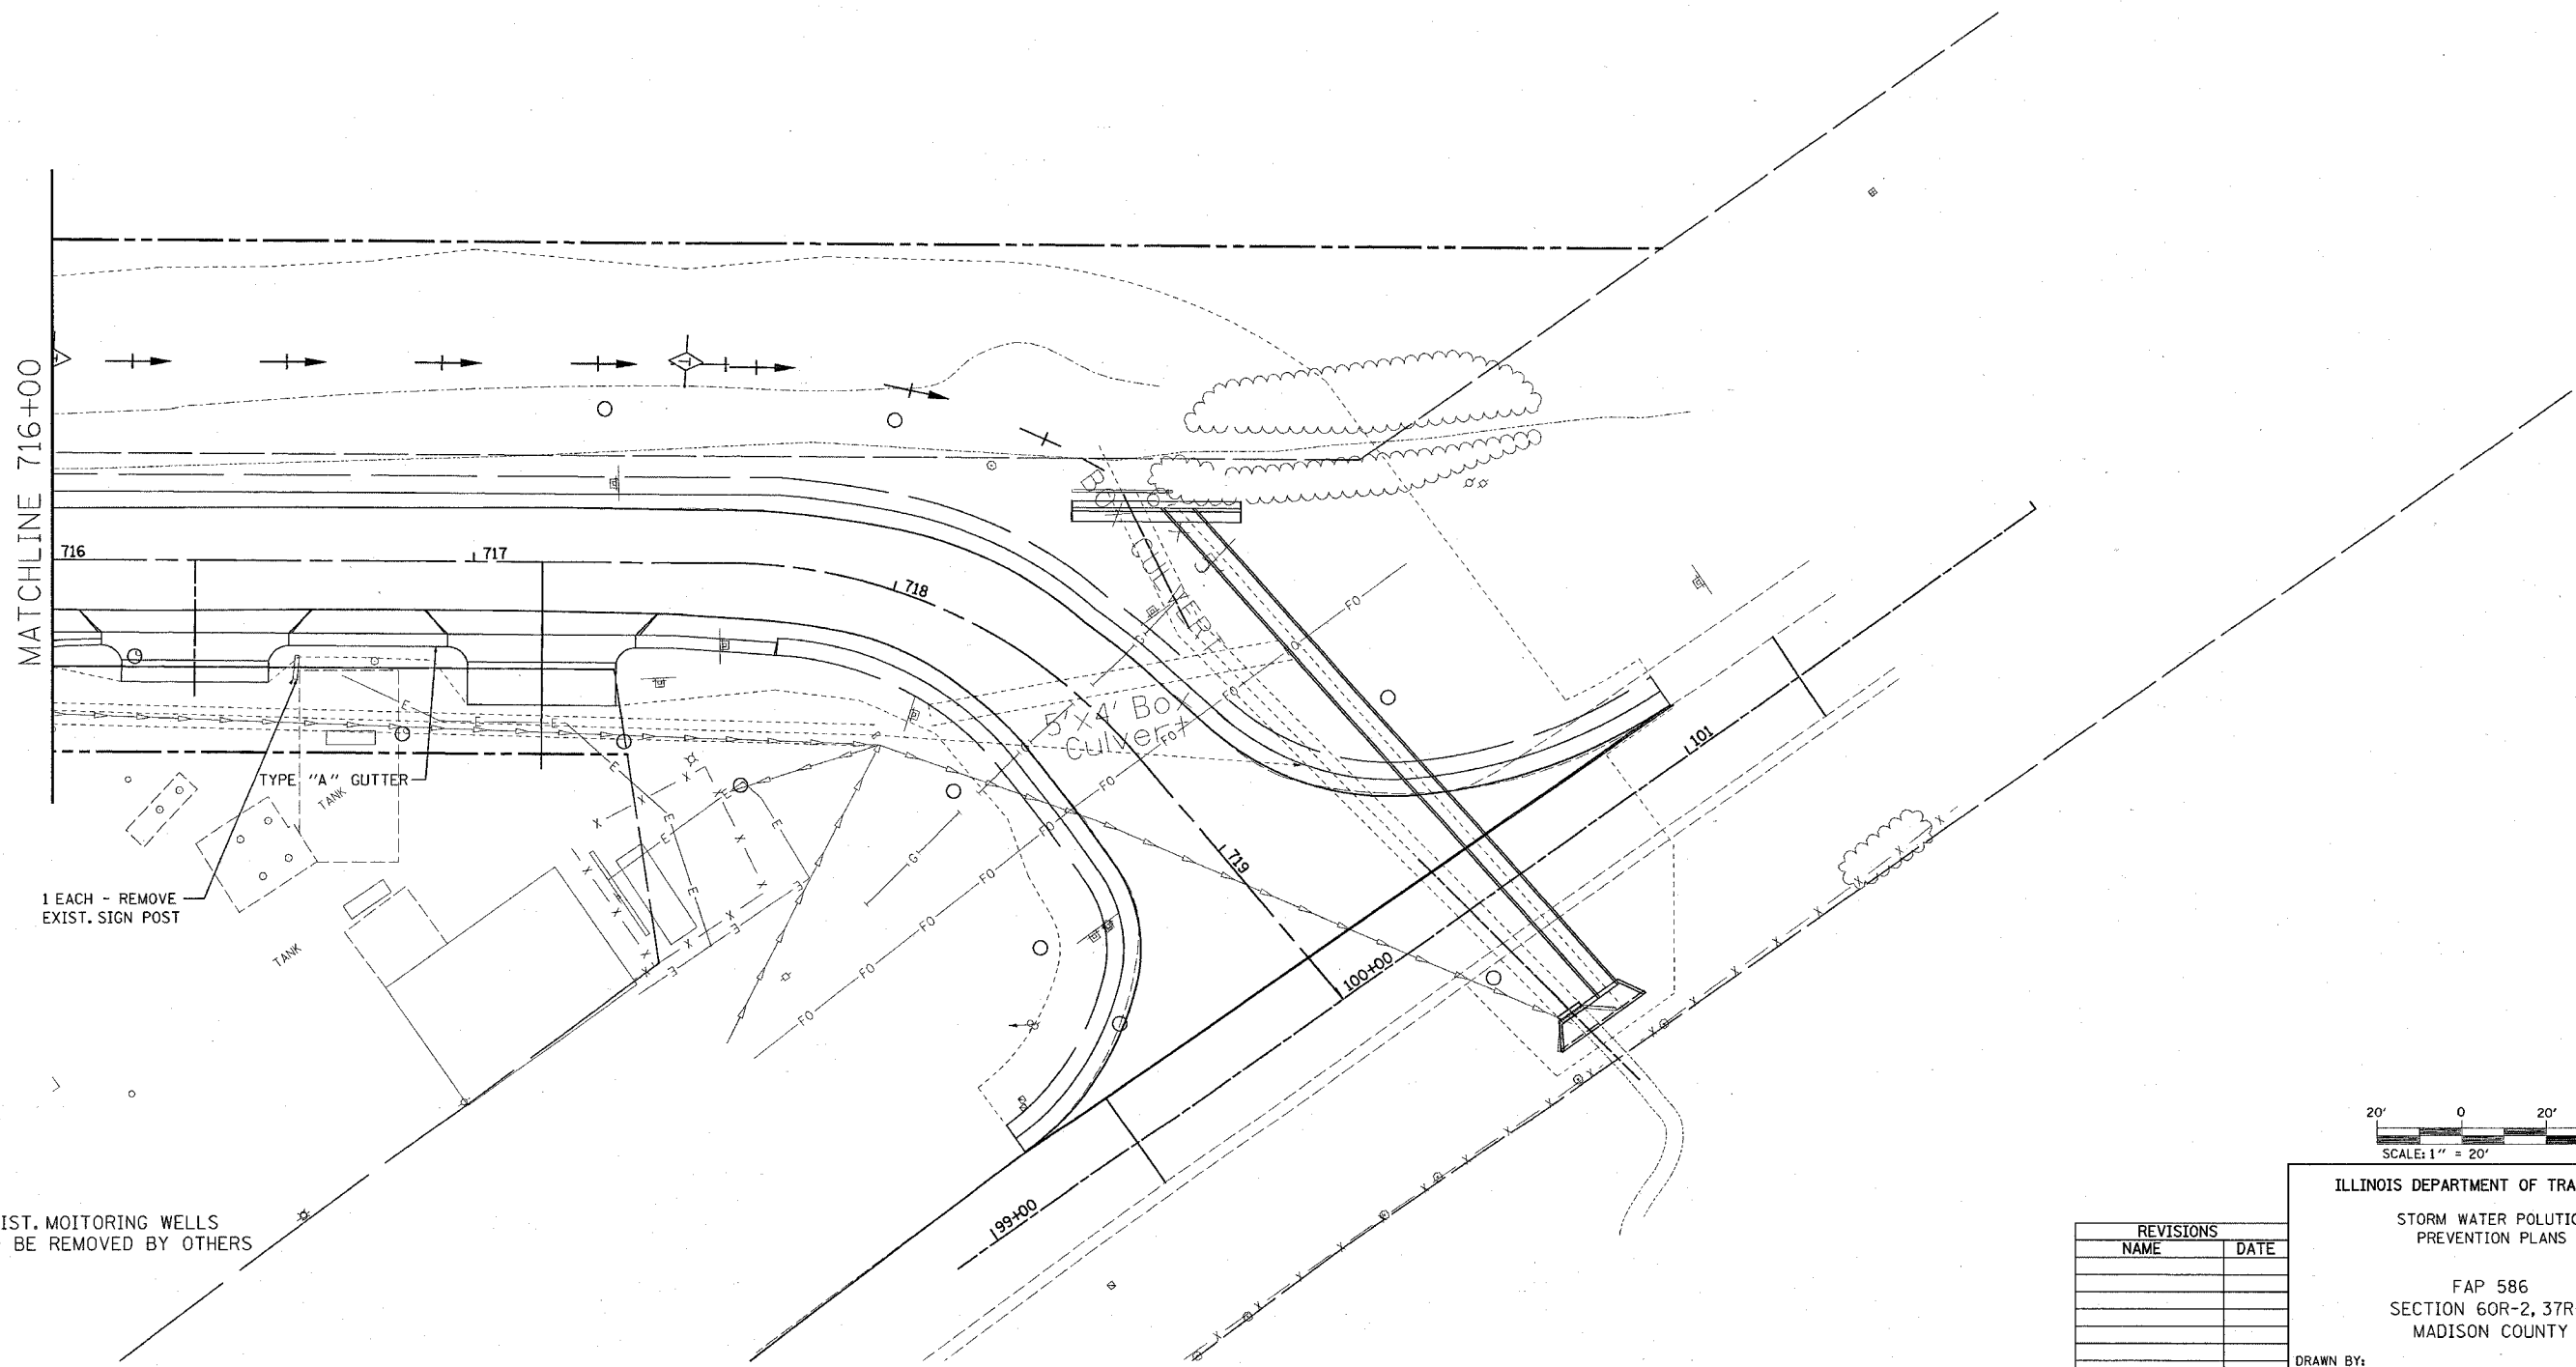 MATCHLINE 716+00
716
717
718
719
BOX CULVERT
5'X4' Box
Culvert
FO
FO
FO
FO
FO
FO
FO
FO
G
G
G
E
E
E
E
E
E
E
E
TYPE "A" GUTTER
TANK
TANK
1 EACH - REMOVE
EXIST. SIGN POST
IST. MOITORING WELLS
BE REMOVED BY OTHERS
99+00
100+00
101
20' 0 20'
SCALE: 1" = 20'
ILLINOIS DEPARTMENT OF TRA
STORM WATER POLUTIO
PREVENTION PLANS
FAP 586
SECTION 60R-2, 37R
MADISON COUNTY
DRAWN BY:
REVISIONS
NAME DATE